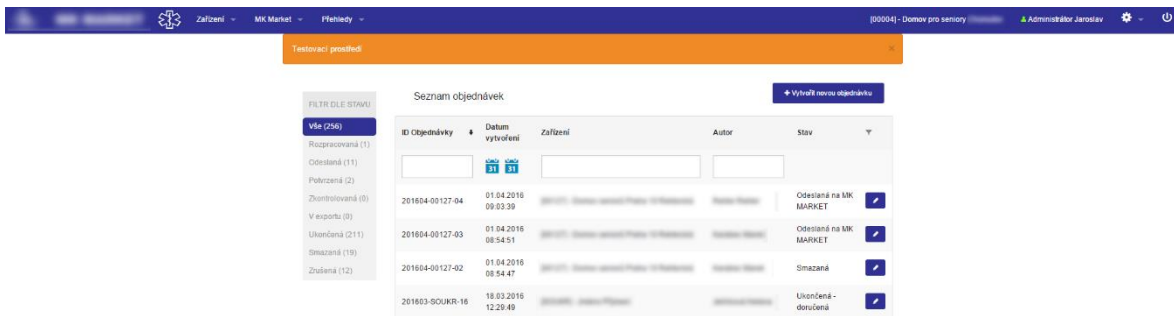 Zařízení
MK Market
Přehledy
[00004] - Domov pro seniory
Administrátor Jaroslav
Testovací prostředí
×
FILTR DLE STAVU
Vše (256)
Rozpracovaná (1)
Odeslaná (11)
Potvrzená (2)
Zkontrolovaná (0)
V exportu (0)
Ukončená (211)
Smazaná (19)
Zrušená (12)
Seznam objednávek
+ Vytvořit novou objednávku
ID Objednávky Datum vytvoření Zařízení Autor Stav
31 31
201604-00127-04 01.04.2016 09:03:39 Odeslaná na MK MARKET
201604-00127-03 01.04.2016 08:54:51 Odeslaná na MK MARKET
201604-00127-02 01.04.2016 08:54:47 Smazaná
201603-SOUKR-16 18.03.2016 12:29:49 Ukončená - doručená